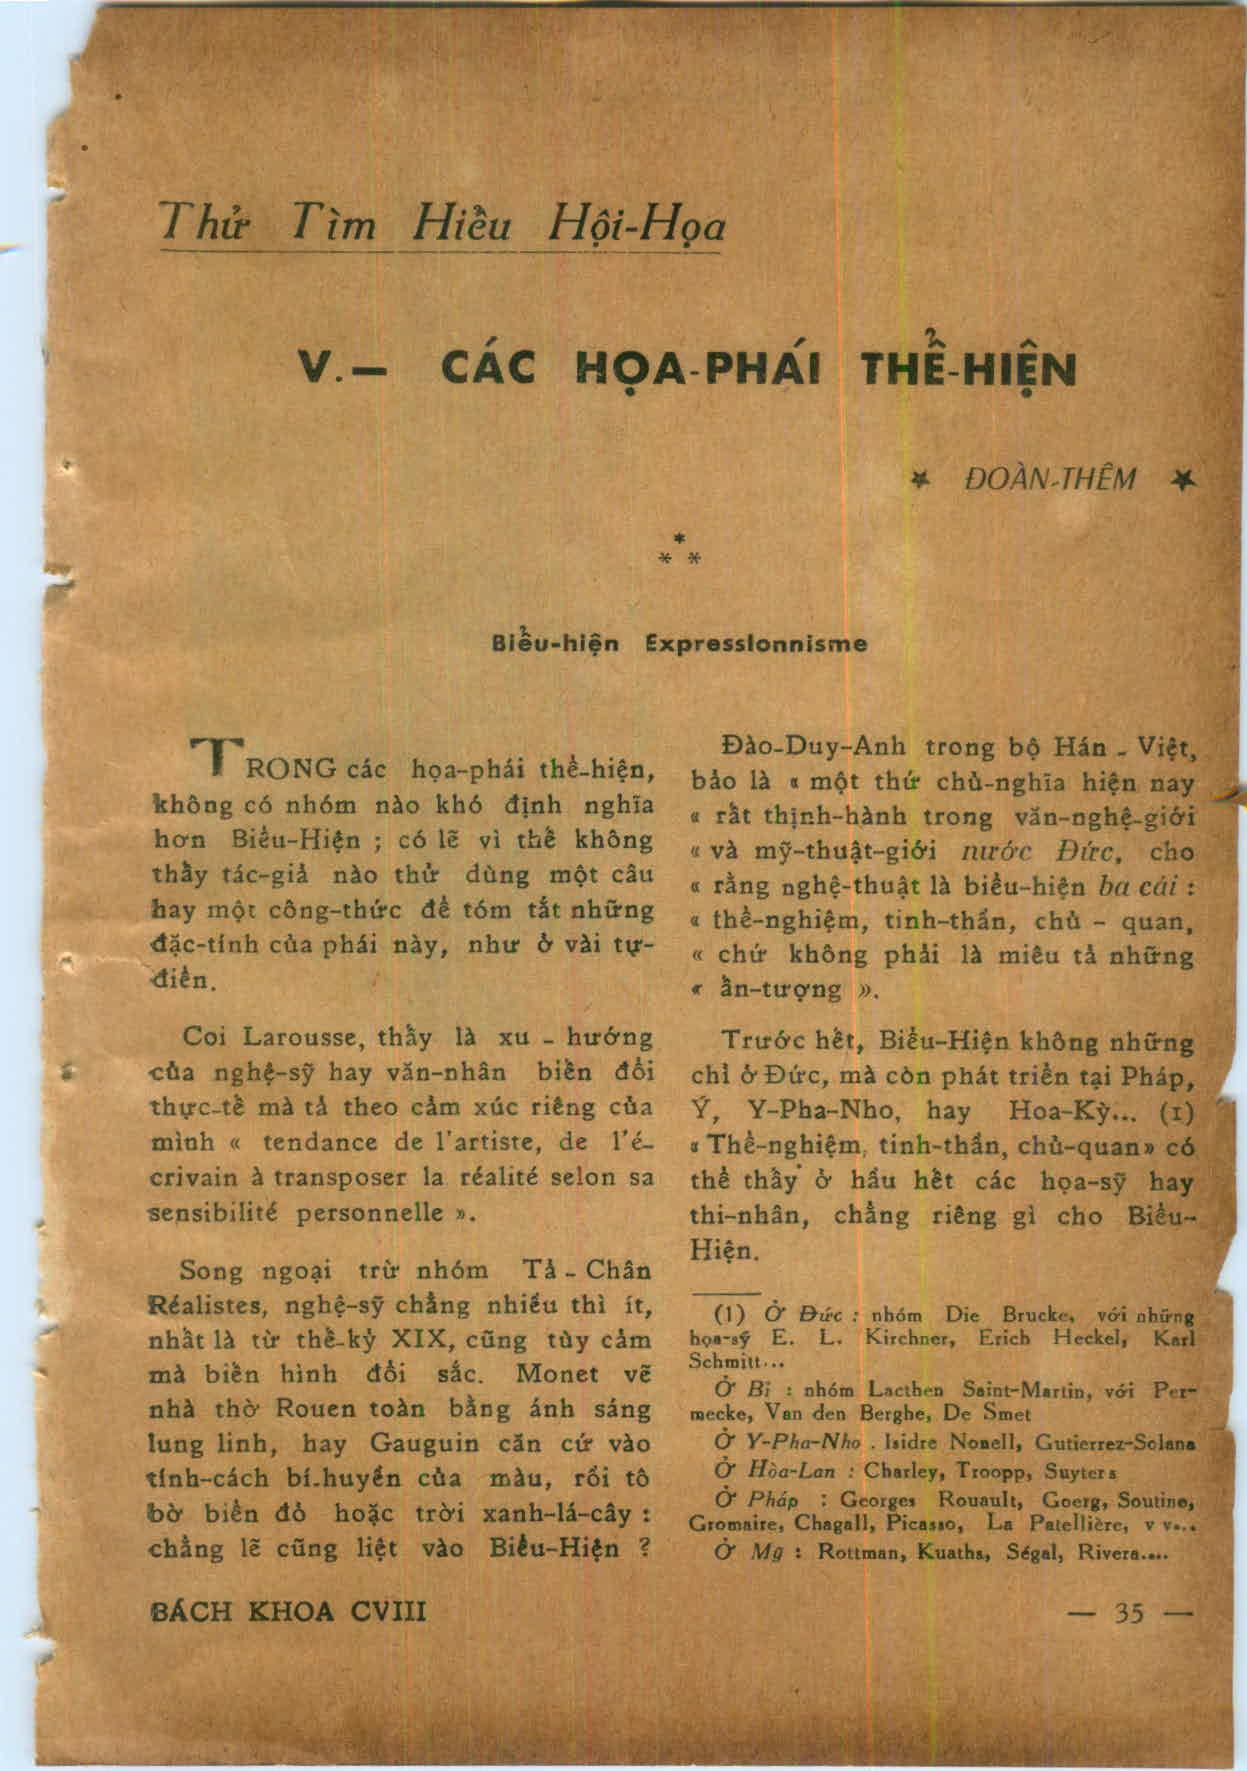 Thử Tìm Hiểu Hội-Họa
V.— CÁC HỌA-PHÁI THỂ-HIỆN
★ ĐOÀN-THÊM ★
*
* *
Biểu-hiện Expressionnisme
TRONG các họa-phái thể-hiện,
không có nhóm nào khó định nghĩa
hơn Biểu-Hiện ; có lẽ vì thế không
thấy tác-giả nào thử dùng một câu
hay một công-thức để tóm tắt những
đặc-tính của phái này, như ở vài tự-
điển.
Coi Larousse, thấy là xu - hướng
của nghệ-sỹ hay văn-nhân biến đổi
thực-tế mà tả theo cảm xúc riêng của
mình « tendance de l'artiste, de l'é-
crivain à transposer la réalité selon sa
sensibilité personnelle ».
Song ngoại trừ nhóm Tả - Chân
Réalistes, nghệ-sỹ chẳng nhiều thì ít,
nhất là từ thế-kỷ XIX, cũng tùy cảm
mà biến hình đổi sắc. Monet vẽ
nhà thờ Rouen toàn bằng ánh sáng
lung linh, hay Gauguin căn cứ vào
tính-cách bí-huyền của màu, rồi tô
bờ biển đỏ hoặc trời xanh-lá-cây :
chẳng lẽ cũng liệt vào Biểu-Hiện ?
Đào-Duy-Anh trong bộ Hán - Việt,
bảo là « một thứ chủ-nghĩa hiện nay
« rất thịnh-hành trong văn-nghệ-giới
« và mỹ-thuật-giới nước Đức, cho
« rằng nghệ-thuật là biểu-hiện ba cái :
« thể-nghiệm, tinh-thần, chủ - quan,
« chứ không phải là miêu tả những
« ấn-tượng ».
Trước hết, Biểu-Hiện không những
chỉ ở Đức, mà còn phát triển tại Pháp,
Ý, Y-Pha-Nho, hay Hoa-Kỳ... (1)
« Thể-nghiệm, tinh-thần, chủ-quan» có
thể thấy ở hầu hết các họa-sỹ hay
thi-nhân, chẳng riêng gì cho Biểu-
Hiện.
(1) Ở Đức : nhóm Die Brucke, với những
họa-sỹ E. L. Kirchner, Erich Heckel, Karl
Schmitt...
Ở Bỉ : nhóm Lacthen Saint-Martin, với Per-
mecke, Van den Berghe, De Smet
Ở Y-Pha-Nho . Isidre Nonell, Gutierrez-Solana
Ở Hòa-Lan : Charley, Troopp, Suyters
Ở Pháp : Georges Rouault, Goerg, Soutine,
Gromaire, Chagall, Picasso, La Patellière, v v...
Ở Mỹ : Rottman, Kuaths, Ségal, Rivera....
BÁCH KHOA CVIII
— 35 —